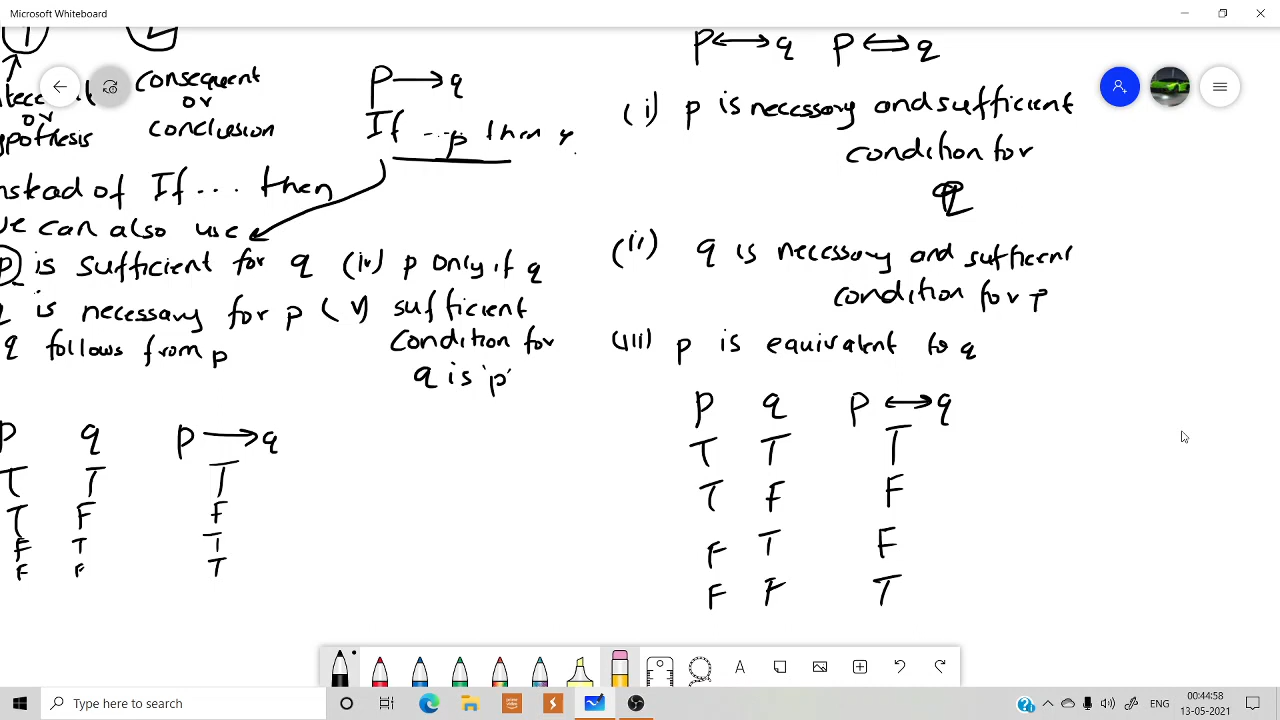 Microsoft Whiteboard
1
2
consequent
or
conclusion
or
P → q
If ... p then
Instead of If ... then
we can also use
p is sufficient for q
q is necessary for p
q follows from p
(iv) p only if q
(v) sufficient
condition for
q is 'p'
P q P → q
T T T
T F F
F T T
F F T
P ↔ q P ⇔ q
(i) p is necessary and sufficient
condition for
q
(ii) q is necessary and sufficient
condition for P
(iii) p is equivalent to q
P q P ↔ q
T T T
T F F
F T F
F F T
Type here to search
ENG
00:44:58
13-05-2021